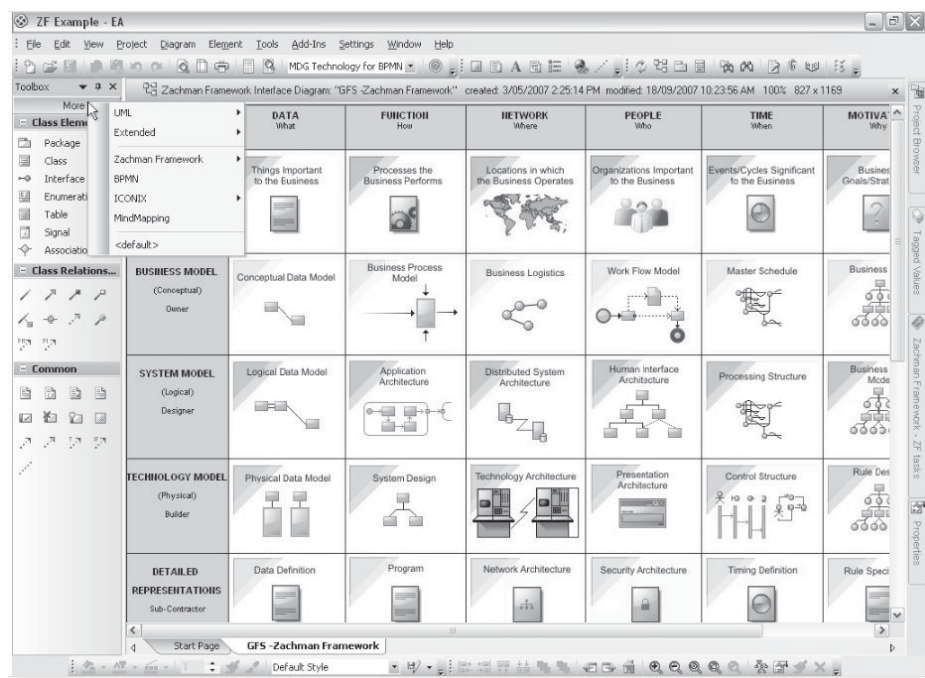 ZF Example - EA
File Edit View Project Diagram Element Tools Add-Ins Settings Window Help
MDG Technology for BPMN
Toolbox
Zachman Framework Interface Diagram: "GFS -Zachman Framework" created: 3/05/2007 2:25:14 PM modified: 18/09/2007 10:23:56 AM 100% 827 x 1169
More
Class Eleme
Package
Class
Interface
Enumerati
Table
Signal
Associatio
UML
Extended
Zachman Framework
BPMN
ICONIX
MindMapping
<default>
Class Relations...
Common
DATA
What
FUNCTION
How
NETWORK
Where
PEOPLE
Who
TIME
When
MOTIVA
Why
Things Important
to the Business
Processes the
Business Performs
Locations in which
the Business Operates
Organizations Important
to the Business
Events/Cycles Significant
to the Business
Busines
Goals/Strat
BUSINESS MODEL
(Conceptual)
Owner
Conceptual Data Model
Business Process
Model
Business Logistics
Work Flow Model
Master Schedule
Business
SYSTEM MODEL
(Logical)
Designer
Logical Data Model
Application
Architecture
Distributed System
Architecture
Human Interface
Architecture
Processing Structure
Business
Mode
TECHNOLOGY MODEL
(Physical)
Builder
Physical Data Model
System Design
Technology Architecture
Presentation
Architecture
Control Structure
Rule Des
DETAILED
REPRESENTATIONS
Sub-Contractor
Data Definition
Program
Network Architecture
Security Architecture
Timing Definition
Rule Speci
Start Page
GFS -Zachman Framework
Default Style
Project Browser
Tagged Values
Zachman Framework - ZF tasks
Properties